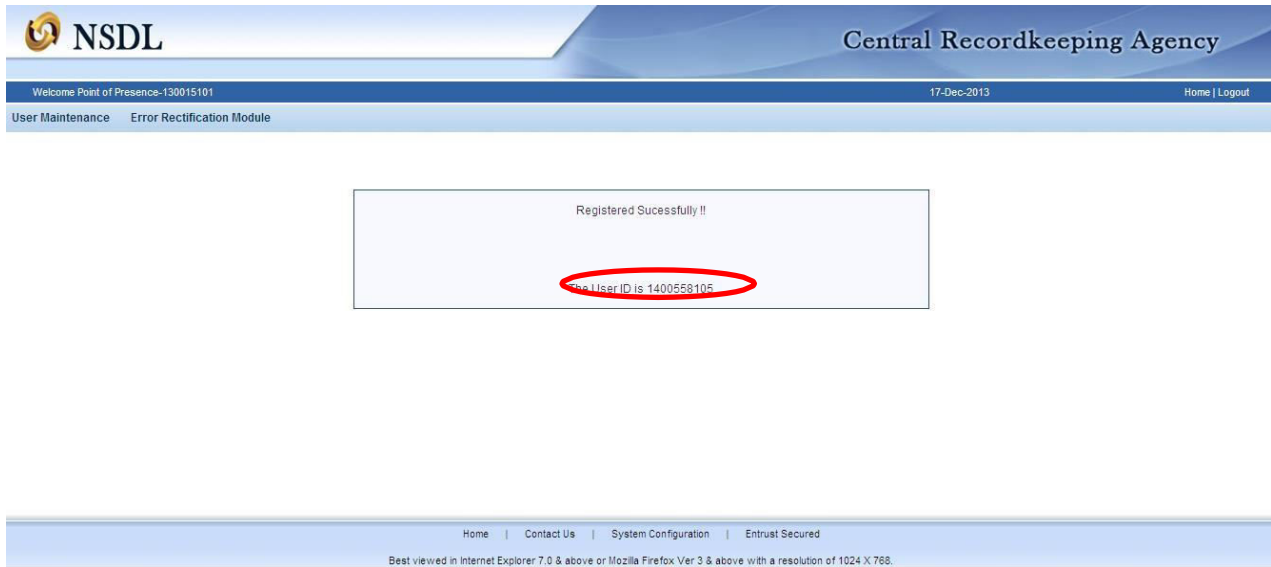 NSDL
Central Recordkeeping Agency
Welcome Point of Presence-130015101 17-Dec-2013 Home | Logout
User Maintenance Error Rectification Module
Registered Sucessfully !!
The User ID is 1400558105
Home | Contact Us | System Configuration | Entrust Secured
Best viewed in Internet Explorer 7.0 & above or Mozilla Firefox Ver 3 & above with a resolution of 1024 X 768.